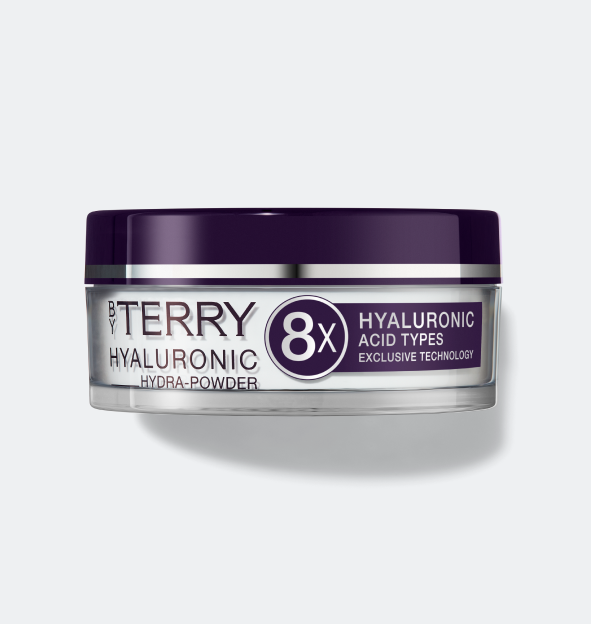 BY TERRY
HYALURONIC
HYDRA-POWDER
8X
HYALURONIC
ACID TYPES
EXCLUSIVE TECHNOLOGY